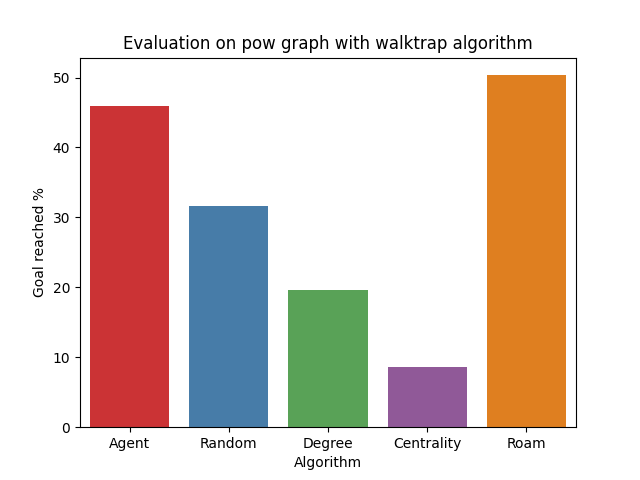 Evaluation on pow graph with walktrap algorithm
50
40
30
20
10
0
Goal reached %
Agent Random Degree Centrality Roam
Algorithm